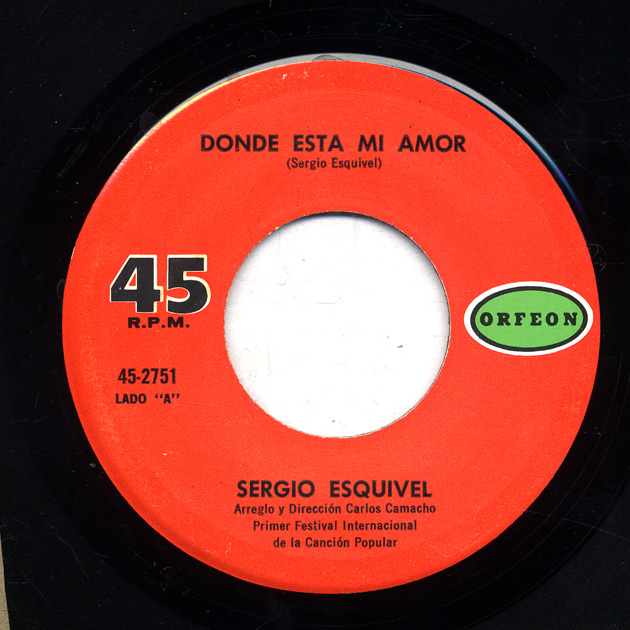 DONDE ESTA MI AMOR
(Sergio Esquivel)
45
R.P.M.
ORFEON
45-2751
LADO "A"
SERGIO ESQUIVEL
Arreglo y Dirección Carlos Camacho
Primer Festival Internacional
de la Canción Popular